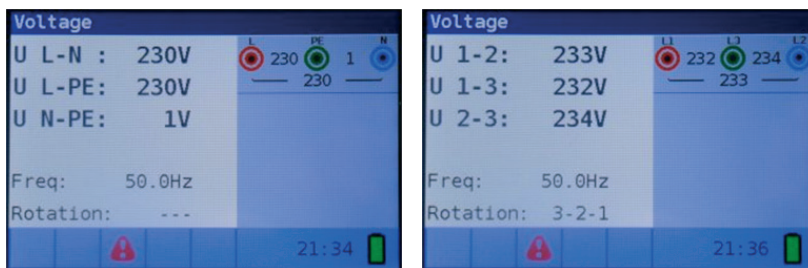 Voltage
U L-N : 230V
U L-PE: 230V
U N-PE: 1V
Freq: 50.0Hz
Rotation: ---
L PE N
230 1
230
21:34
Voltage
U 1-2: 233V
U 1-3: 232V
U 2-3: 234V
Freq: 50.0Hz
Rotation: 3-2-1
L1 L3 L2
232 234
233
21:36